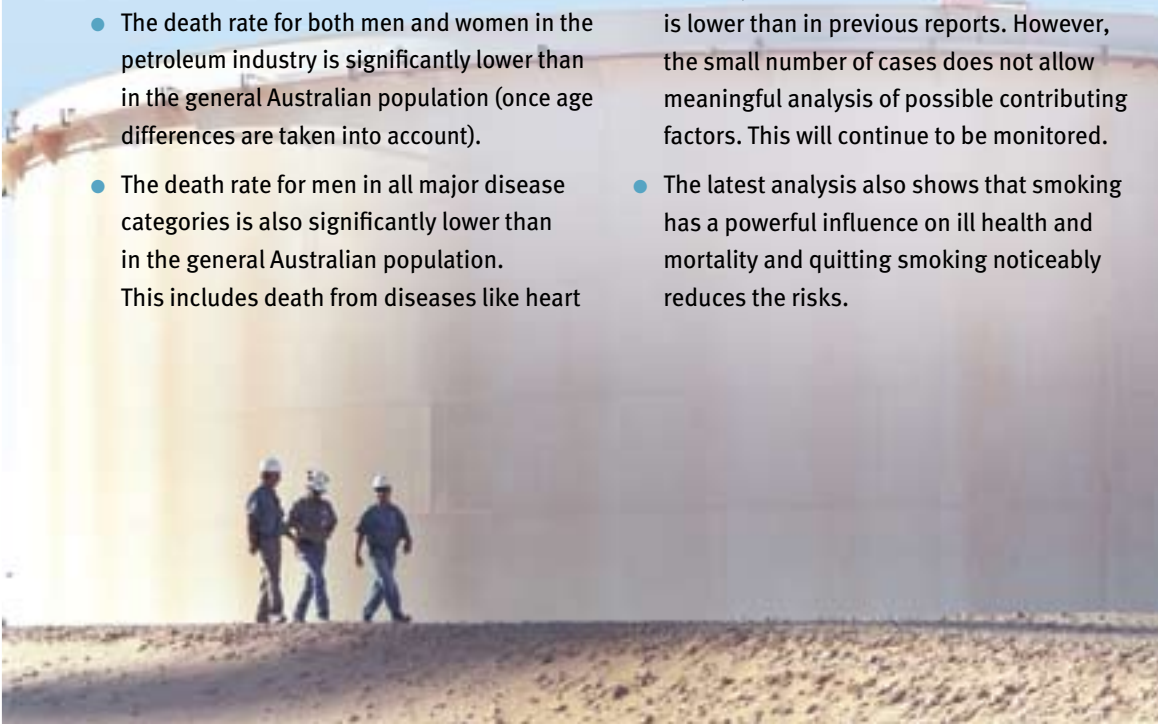 ● The death rate for both men and women in the
petroleum industry is significantly lower than
in the general Australian population (once age
differences are taken into account).
● The death rate for men in all major disease
categories is also significantly lower than
in the general Australian population.
This includes death from diseases like heart
is lower than in previous reports. However,
the small number of cases does not allow
meaningful analysis of possible contributing
factors. This will continue to be monitored.
● The latest analysis also shows that smoking
has a powerful influence on ill health and
mortality and quitting smoking noticeably
reduces the risks.